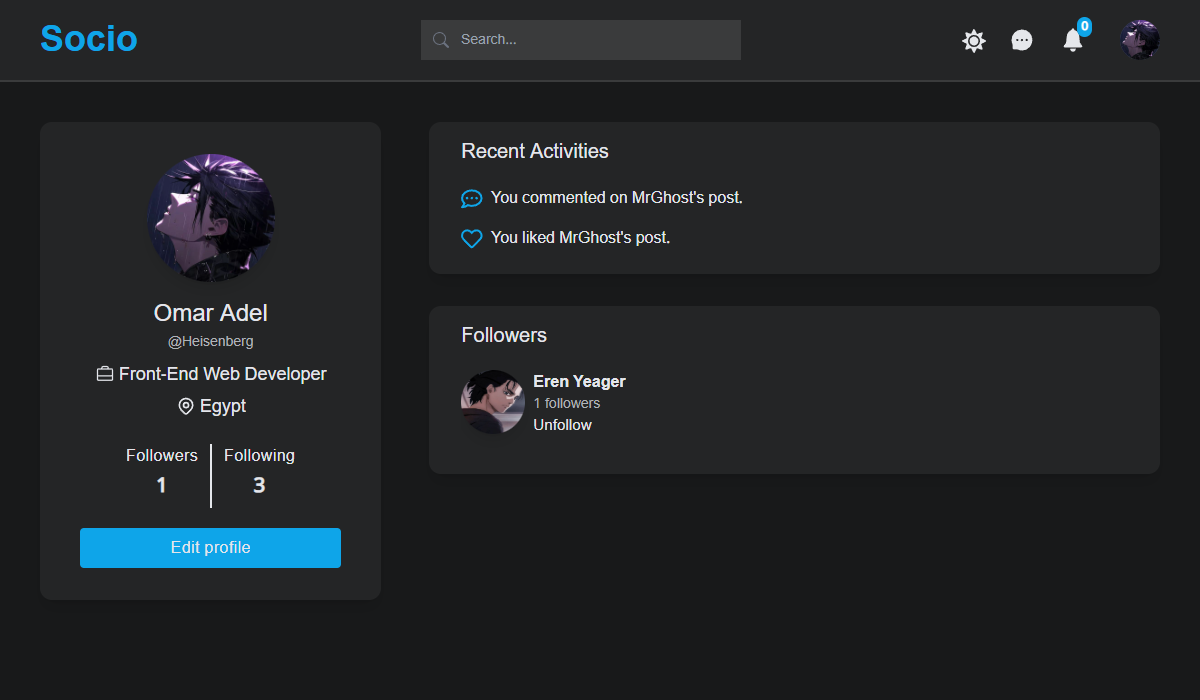 Socio
Search...
0
Omar Adel
@Heisenberg
Front-End Web Developer
Egypt
Followers
1
Following
3
Edit profile
Recent Activities
You commented on MrGhost's post.
You liked MrGhost's post.
Followers
Eren Yeager
1 followers
Unfollow